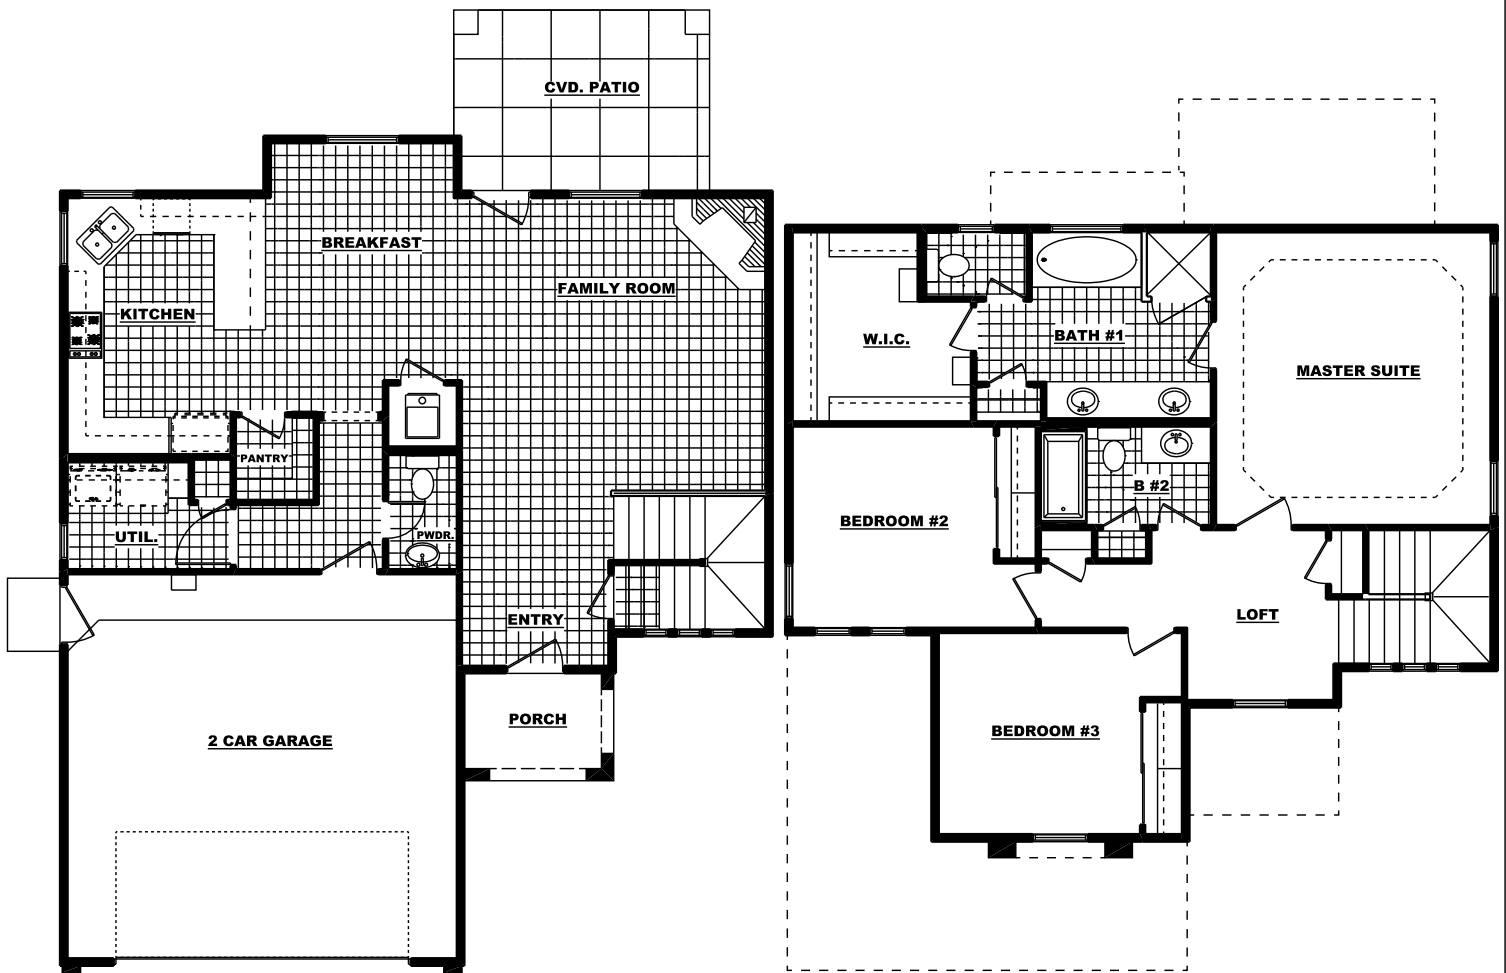 CVD. PATIO
BREAKFAST
FAMILY ROOM
KITCHEN
PANTRY
UTIL.
PWDR.
ENTRY
PORCH
2 CAR GARAGE
W.I.C.
BATH #1
MASTER SUITE
B #2
BEDROOM #2
LOFT
BEDROOM #3